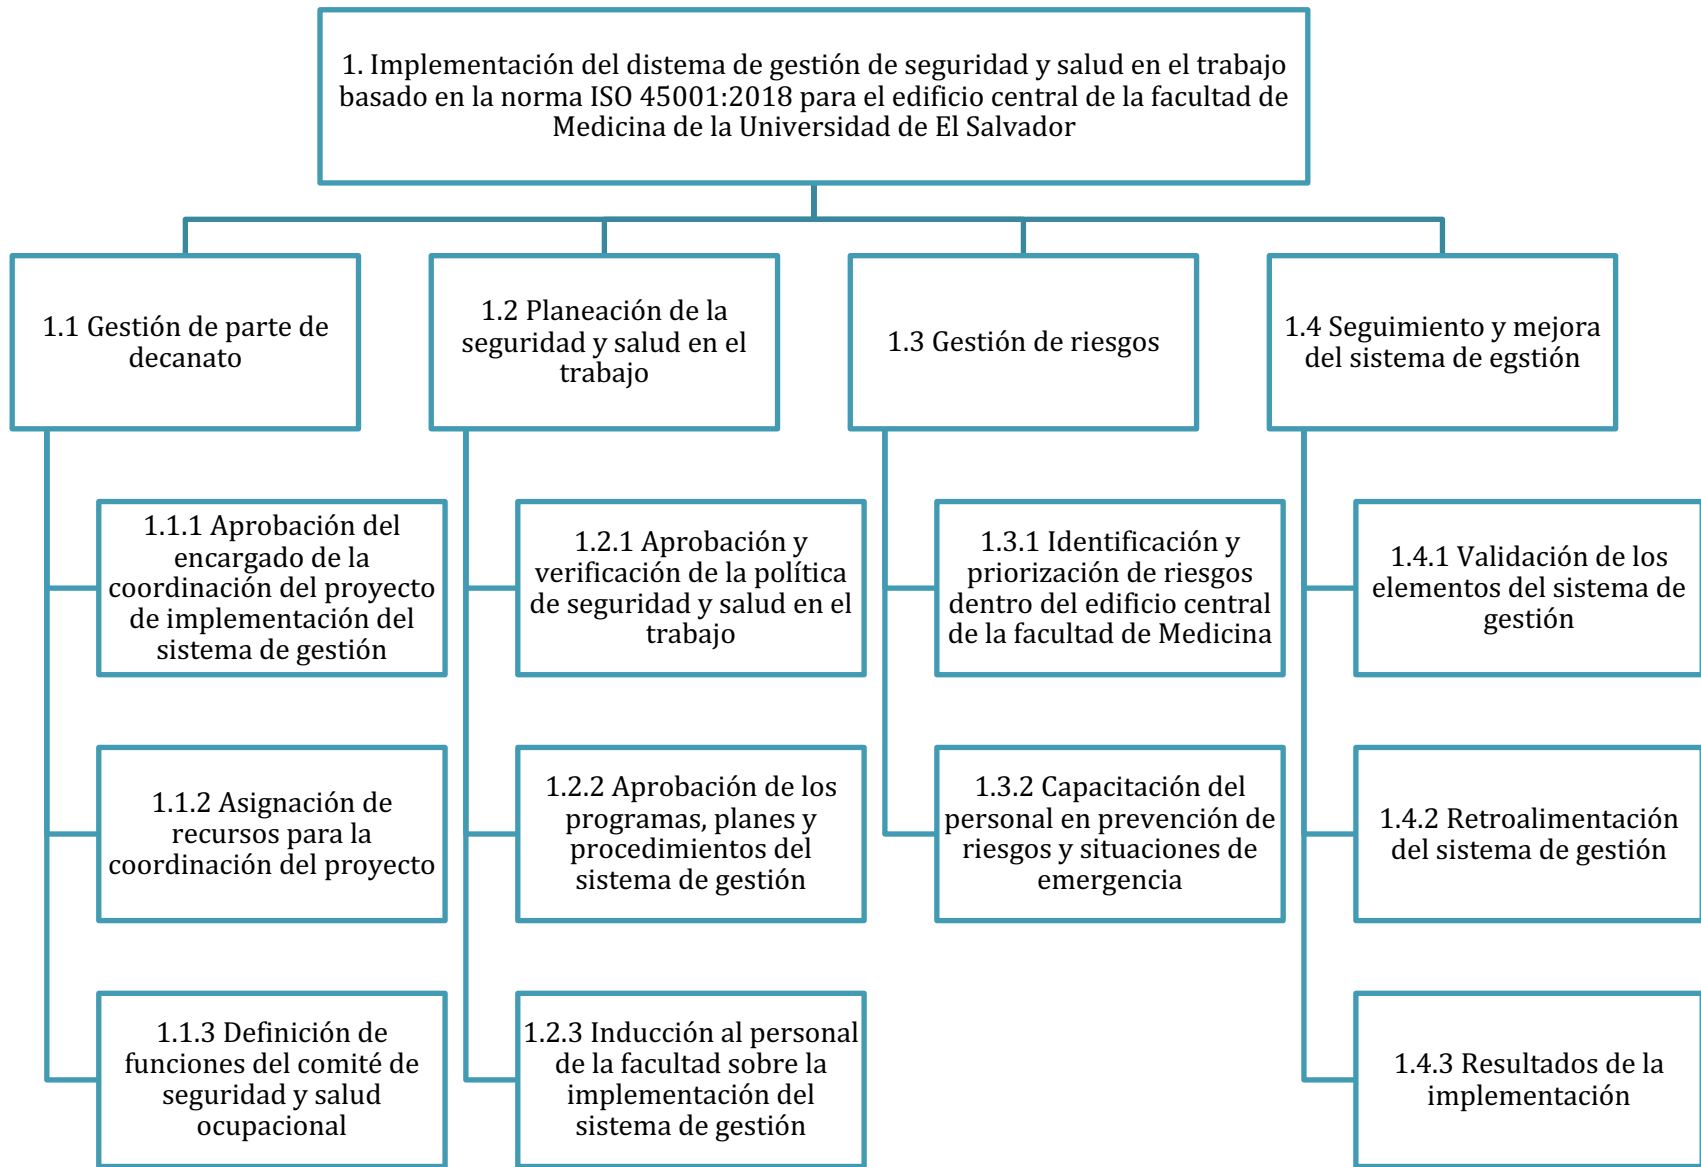 1. Implementación del distema de gestión de seguridad y salud en el trabajo
basado en la norma ISO 45001:2018 para el edificio central de la facultad de
Medicina de la Universidad de El Salvador
1.1 Gestión de parte de
decanato
1.2 Planeación de la
seguridad y salud en el
trabajo
1.3 Gestión de riesgos
1.4 Seguimiento y mejora
del sistema de egstión
1.1.1 Aprobación del
encargado de la
coordinación del proyecto
de implementación del
sistema de gestión
1.2.1 Aprobación y
verificación de la política
de seguridad y salud en el
trabajo
1.3.1 Identificación y
priorización de riesgos
dentro del edificio central
de la facultad de Medicina
1.4.1 Validación de los
elementos del sistema de
gestión
1.1.2 Asignación de
recursos para la
coordinación del proyecto
1.2.2 Aprobación de los
programas, planes y
procedimientos del
sistema de gestión
1.3.2 Capacitación del
personal en prevención de
riesgos y situaciones de
emergencia
1.4.2 Retroalimentación
del sistema de gestión
1.1.3 Definición de
funciones del comité de
seguridad y salud
ocupacional
1.2.3 Inducción al personal
de la facultad sobre la
implementación del
sistema de gestión
1.4.3 Resultados de la
implementación